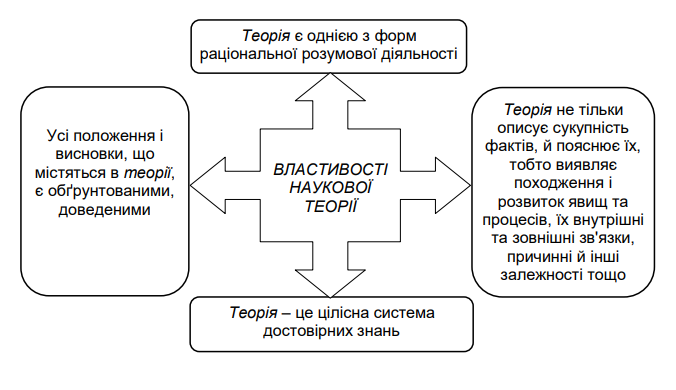 Теорія є однією з форм
раціональної розумової діяльності
Усі положення і
висновки, що
містяться в теорії,
є обґрунтованими,
доведеними
ВЛАСТИВОСТІ
НАУКОВОЇ
ТЕОРІЇ
Теорія не тільки
описує сукупність
фактів, й пояснює їх,
тобто виявляє
походження і
розвиток явищ та
процесів, їх внутрішні
та зовнішні зв'язки,
причинні й інші
залежності тощо
Теорія – це цілісна система
достовірних знань